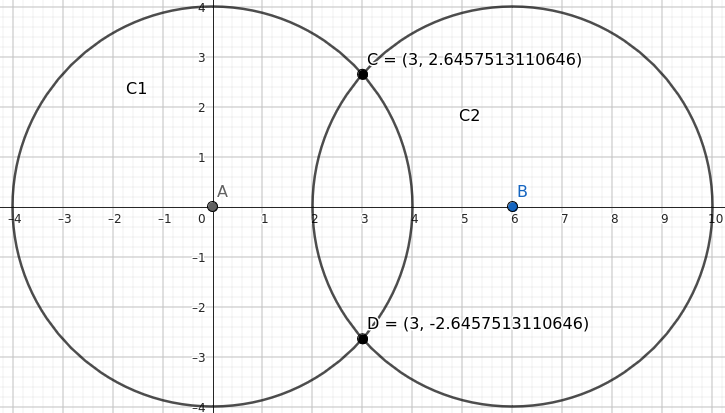 4
C = (3, 2.6457513110646)
3
C1
2
C2
1
A
B
–4 –3 –2 –1 0 1 2 3 4 5 6 7 8 9 10
–1
–2
D = (3, -2.6457513110646)
–3
–4